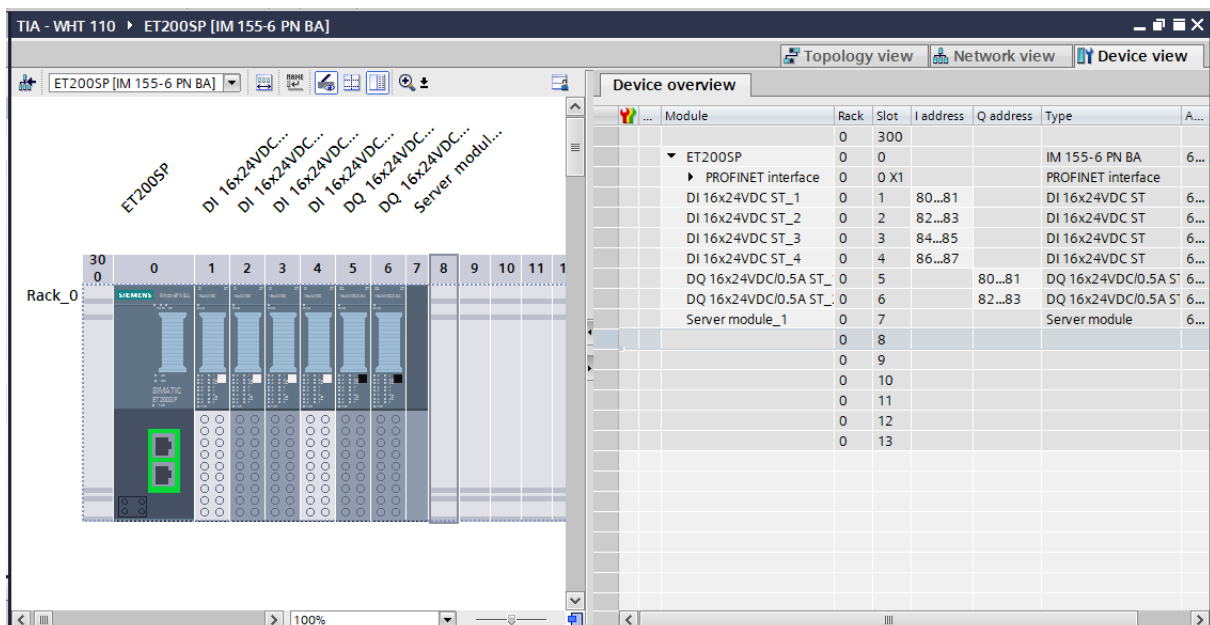 TIA - WHT 110 ▸ ET200SP [IM 155-6 PN BA]
Topology view Network view Device view
ET200SP [IM 155-6 PN BA]
Device overview
... Module Rack Slot I address Q address Type A...
0 300
ET200SP 0 0 IM 155-6 PN BA 6...
PROFINET interface 0 0 X1 PROFINET interface
DI 16x24VDC ST_1 0 1 80...81 DI 16x24VDC ST 6...
DI 16x24VDC ST_2 0 2 82...83 DI 16x24VDC ST 6...
DI 16x24VDC ST_3 0 3 84...85 DI 16x24VDC ST 6...
DI 16x24VDC ST_4 0 4 86...87 DI 16x24VDC ST 6...
DQ 16x24VDC/0.5A ST_ 0 5 80...81 DQ 16x24VDC/0.5A ST 6...
DQ 16x24VDC/0.5A ST_ 0 6 82...83 DQ 16x24VDC/0.5A ST 6...
Server module_1 0 7 Server module 6...
0 8
0 9
0 10
0 11
0 12
0 13
ET200SP
DI 16x24VDC...
DI 16x24VDC...
DI 16x24VDC...
DI 16x24VDC...
DQ 16x24VDC...
DQ 16x24VDC...
Server modul...
300 0 1 2 3 4 5 6 7 8 9 10 11 1
Rack_0
SIEMENS
SIMATIC
ET 200SP
100%